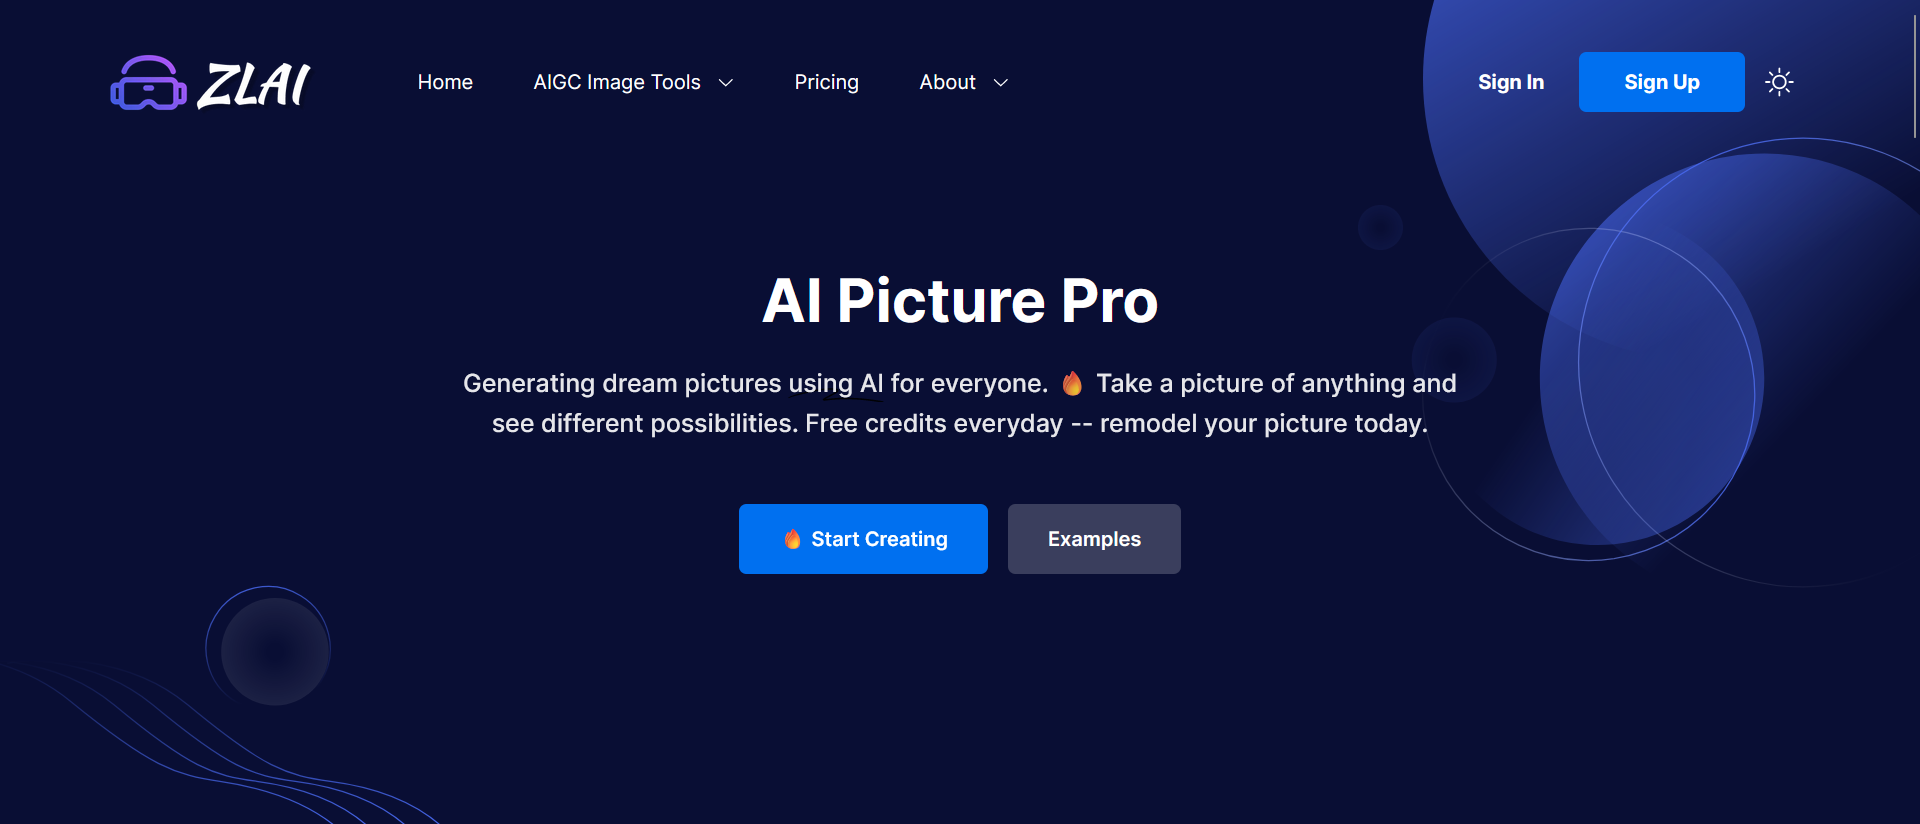 ZLAI
Home
AIGC Image Tools
Pricing
About
Sign In
Sign Up
AI Picture Pro
Generating dream pictures using AI for everyone. 🔥 Take a picture of anything and
see different possibilities. Free credits everyday -- remodel your picture today.
🔥 Start Creating
Examples